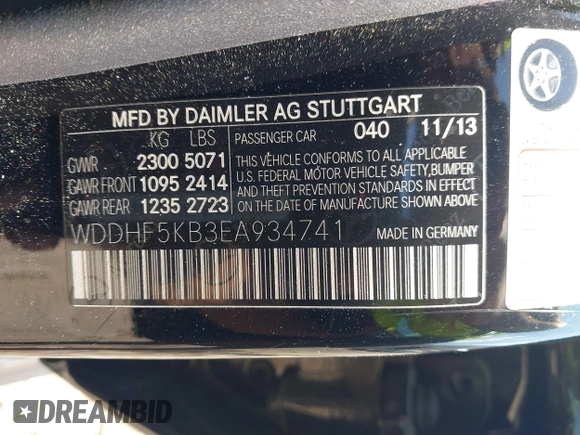 MFD BY DAIMLER AG STUTTGART
KG LBS PASSENGER CAR 040 11/13
GVWR 2300 5071
GAWR FRONT 1095 2414
GAWR REAR 1235 2723
THIS VEHICLE CONFORMS TO ALL APPLICABLE
U.S. FEDERAL MOTOR VEHICLE SAFETY,BUMPER
AND THEFT PREVENTION STANDARDS IN EFFECT
ON THE DATE OF MANUFACTURE SHOWN ABOVE.
WDDHF5KB3EA934741 MADE IN GERMANY
DREAMBID